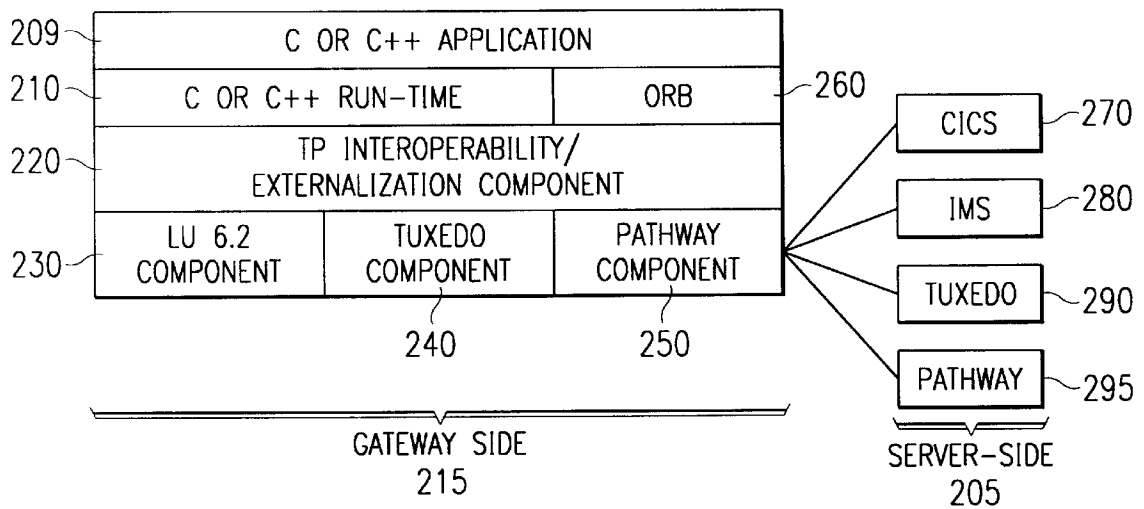 209
C OR C++ APPLICATION
210
C OR C++ RUN-TIME
ORB
260
220
TP INTEROPERABILITY/
EXTERNALIZATION COMPONENT
230
LU 6.2
COMPONENT
TUXEDO
COMPONENT
PATHWAY
COMPONENT
240
250
CICS
270
IMS
280
TUXEDO
290
PATHWAY
295
GATEWAY SIDE
215
SERVER-SIDE
205